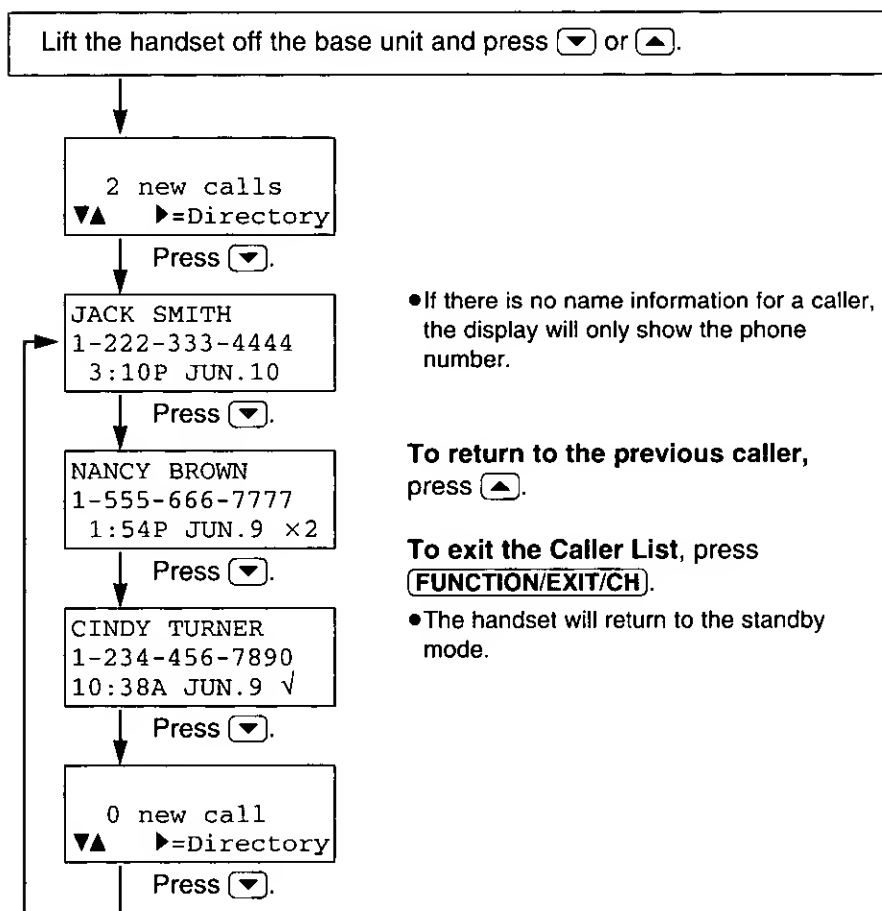 Lift the handset off the base unit and press ▼ or ▲.
2 new calls
▼▲ ▶=Directory
Press ▼.
JACK SMITH
1-222-333-4444
3:10P JUN.10
Press ▼.
NANCY BROWN
1-555-666-7777
1:54P JUN.9 ×2
Press ▼.
CINDY TURNER
1-234-456-7890
10:38A JUN.9 √
Press ▼.
0 new call
▼▲ ▶=Directory
Press ▼.
●If there is no name information for a caller,
the display will only show the phone
number.
To return to the previous caller,
press ▲.
To exit the Caller List, press
FUNCTION/EXIT/CH.
●The handset will return to the standby
mode.